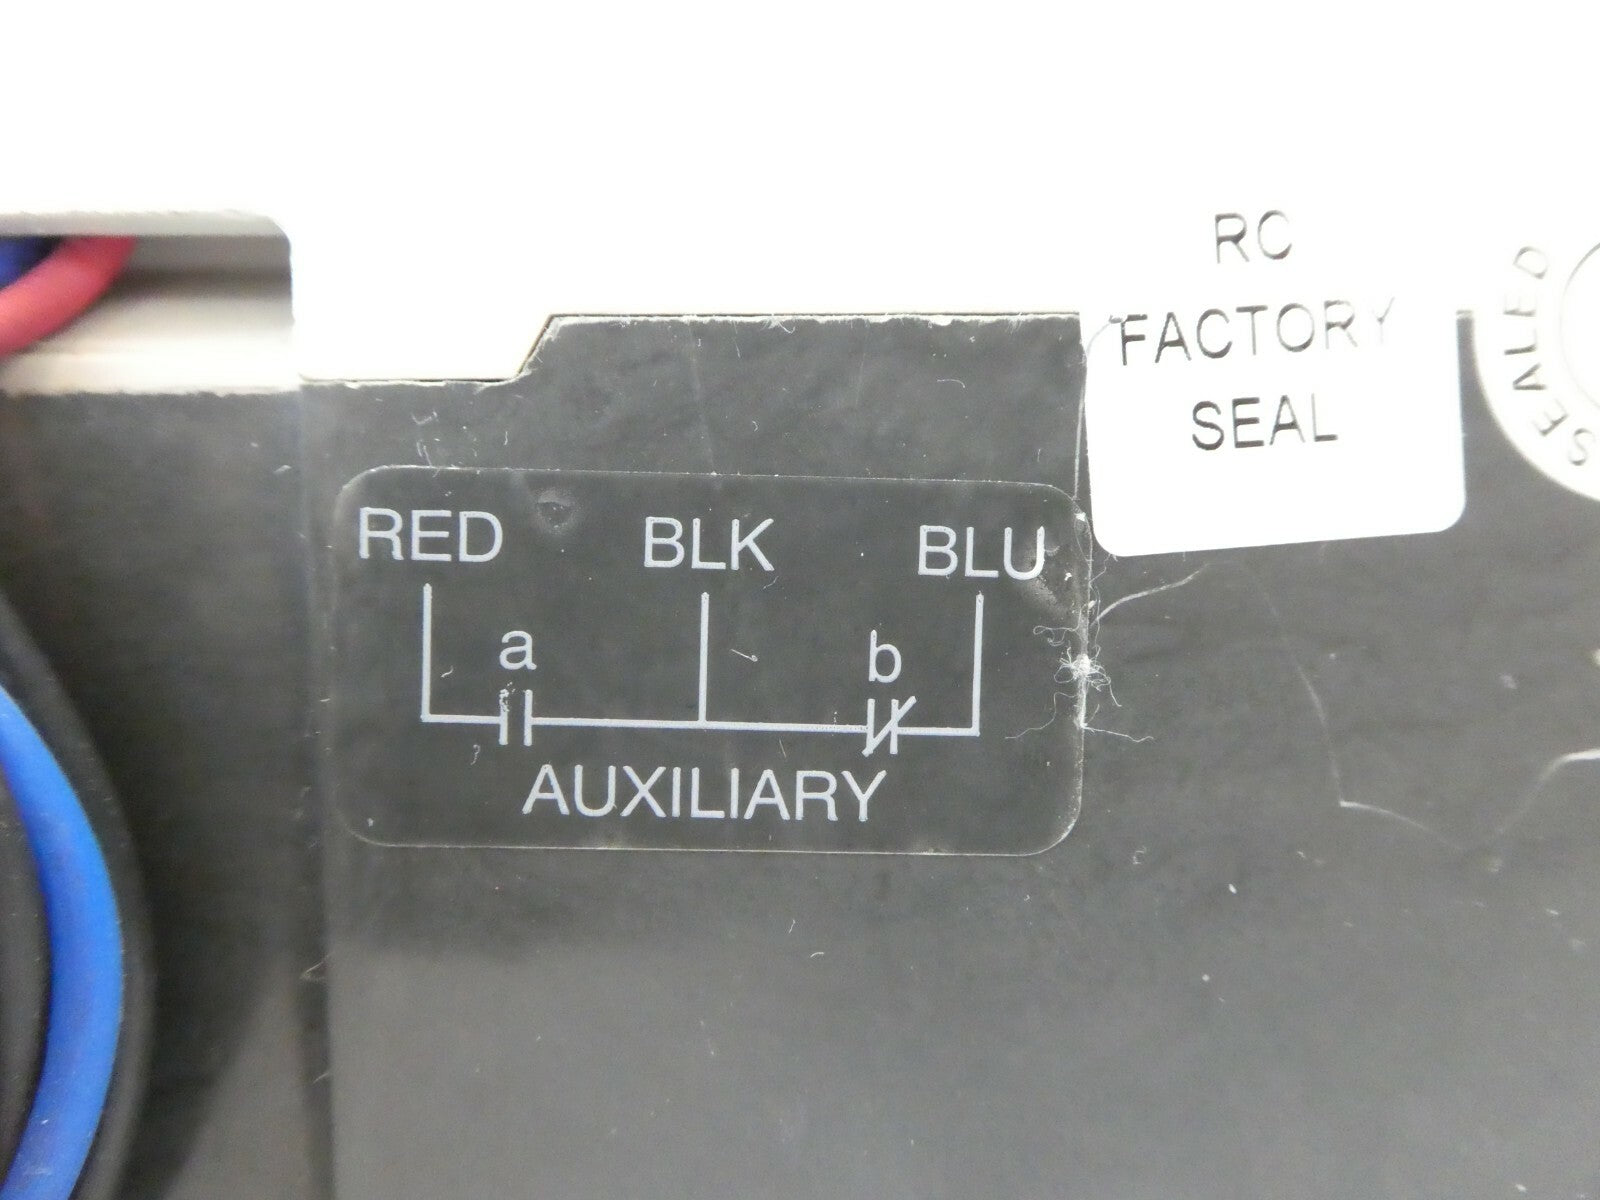 RC
FACTORY
SEAL
SEALED
RED BLK BLU
a b
AUXILIARY